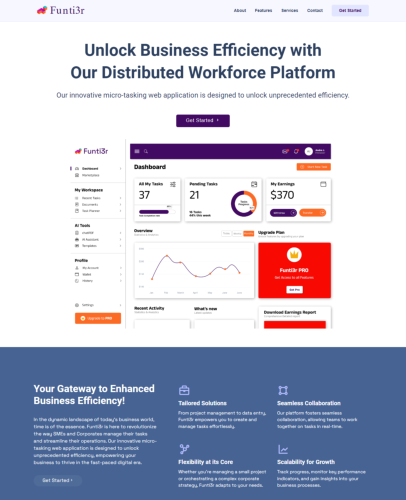 Funti3r
About
Features
Services
Contact
Get Started
Unlock Business Efficiency with
Our Distributed Workforce Platform
Our innovative micro-tasking web application is designed to unlock unprecedented efficiency.
Get Started
Funti3r
Dashboard
Marketplace
My Workspace
Recent Tasks
Documents
Your Planner
AI Tools
AI Assistant
Templates
Profile
My Account
Wallet
History
Settings
Upgrade to PRO
Dashboard
All My Tasks
37
Pending Tasks
21
18 Tasks
My Earnings
$370
Overview
Upgrade Plan
Funti3r PRO
Get Access to all Features
Get Pro
Recent Activity
What's new
Download Earnings Report
Your Gateway to Enhanced
Business Efficiency!
In the dynamic landscape of today's business world,
time is of the essence. Funti3r is here to revolutionize
the way SMEs and Corporates manage their tasks
and streamline their operations. Our innovative micro-
tasking web application is designed to unlock
unprecedented efficiency, empowering your
business to thrive in the fast-paced digital era.
Get Started
Tailored Solutions
From project management to data entry
Funti3r empowers you to create and
manage tasks effortlessly.
Seamless Collaboration
Our platform fosters seamless
collaboration, allowing teams to work
together on tasks in real-time.
Flexibility at its Core
Whether you're managing a small project
or orchestrating a complex corporate
strategy, Funti3r adapts to your needs.
Scalability for Growth
Track progress, monitor key performance
indicators, and gain insights into your
business processes.